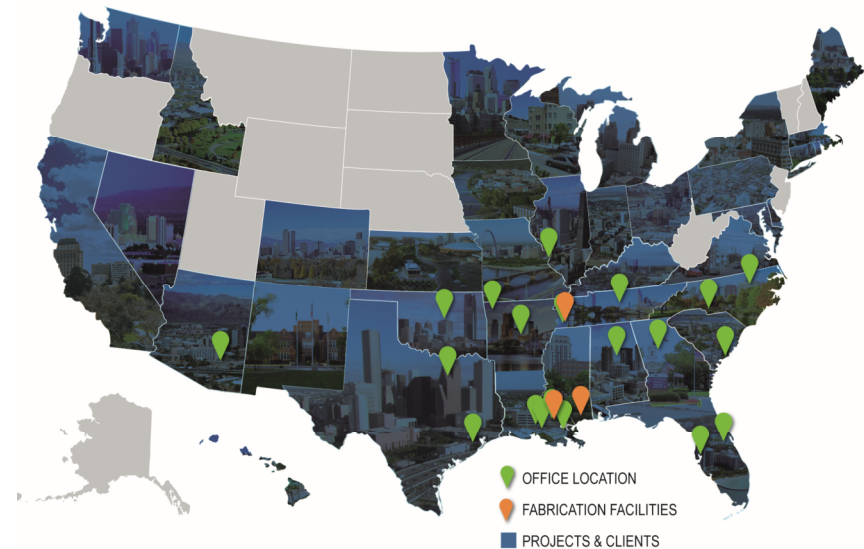 OFFICE LOCATION
FABRICATION FACILITIES
PROJECTS & CLIENTS